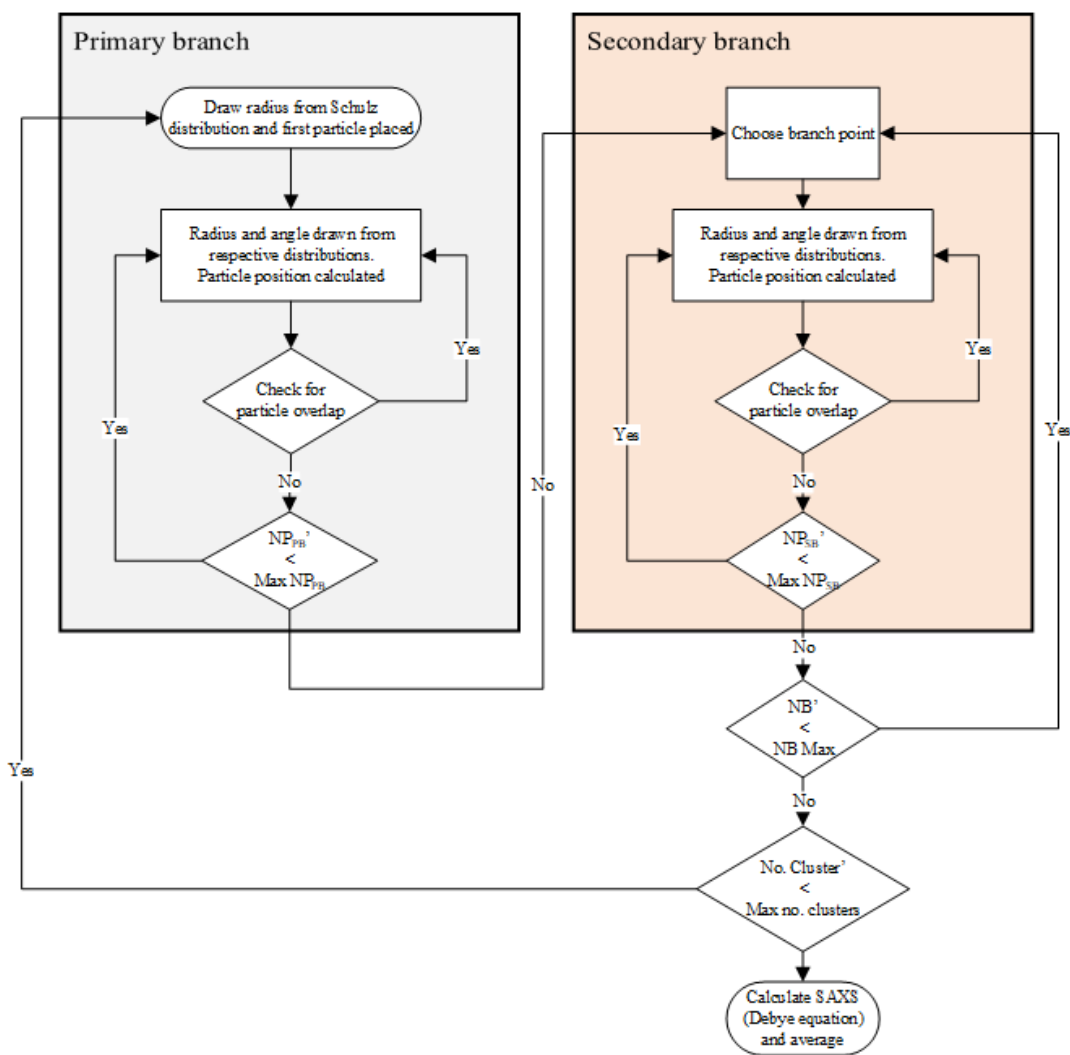 Primary branch
Draw radius from Schulz
distribution and first particle placed
Radius and angle drawn from
respective distributions.
Particle position calculated
Yes
Check for
particle overlap
Yes
No
NP_PB’
<
Max NP_PB
No
Secondary branch
Choose branch point
Radius and angle drawn from
respective distributions.
Particle position calculated
Yes
Check for
particle overlap
Yes
No
NP_SB’
<
Max NP_SB
No
Yes
NB’
<
NB Max
No
Yes
No. Cluster’
<
Max no. clusters
Calculate SAXS
(Debye equation)
and average